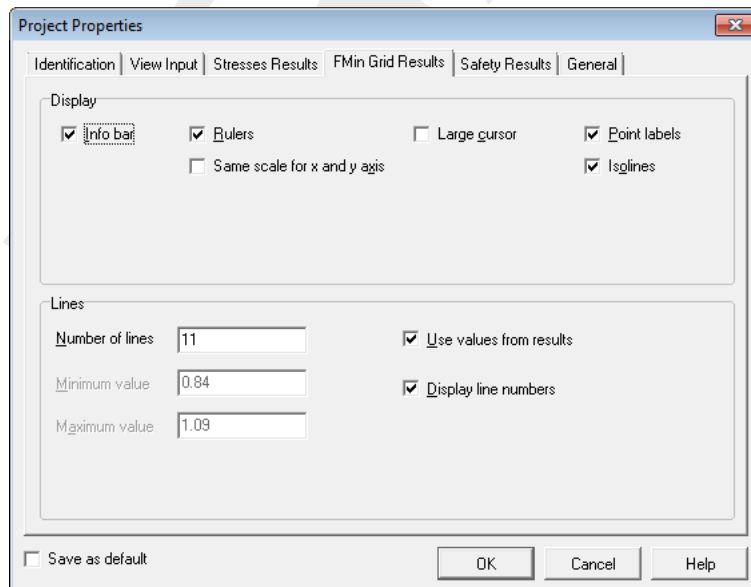 Project Properties
Identification View Input Stresses Results FMin Grid Results Safety Results General
Display
Info bar Rulers Large cursor Point labels
Same scale for x and y axis Isolines
Lines
Number of lines 11 Use values from results
Minimum value 0.84 Display line numbers
Maximum value 1.09
Save as default OK Cancel Help